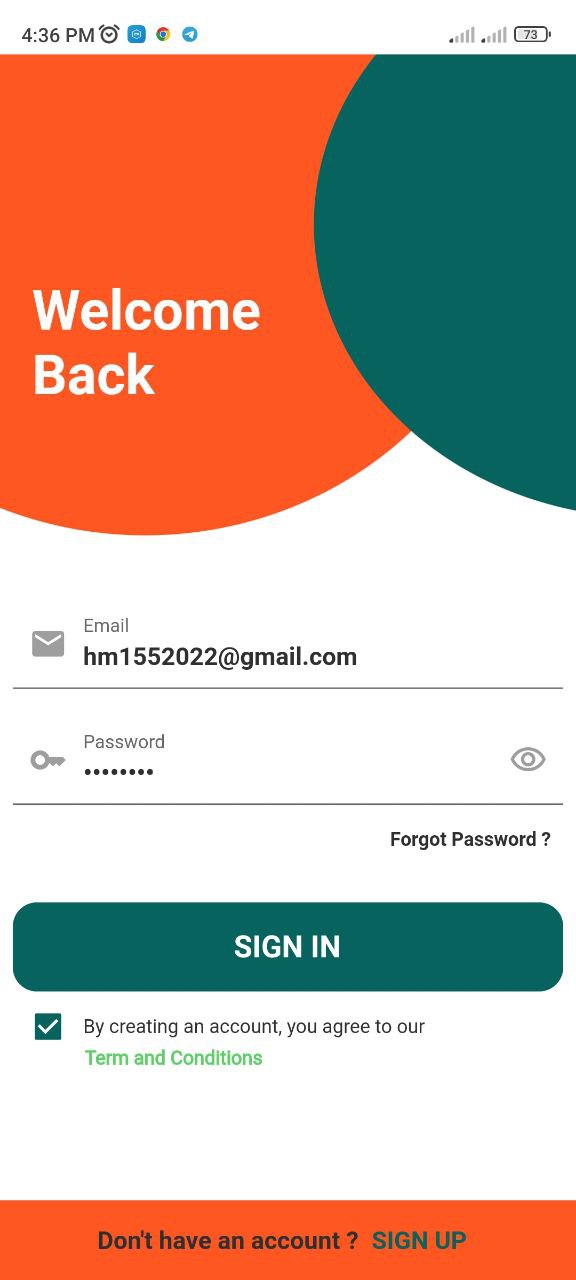 4:36 PM 73
Welcome
Back
Email
hm1552022@gmail.com
Password
••••••••
Forgot Password ?
SIGN IN
By creating an account, you agree to our
Term and Conditions
Don't have an account ? SIGN UP